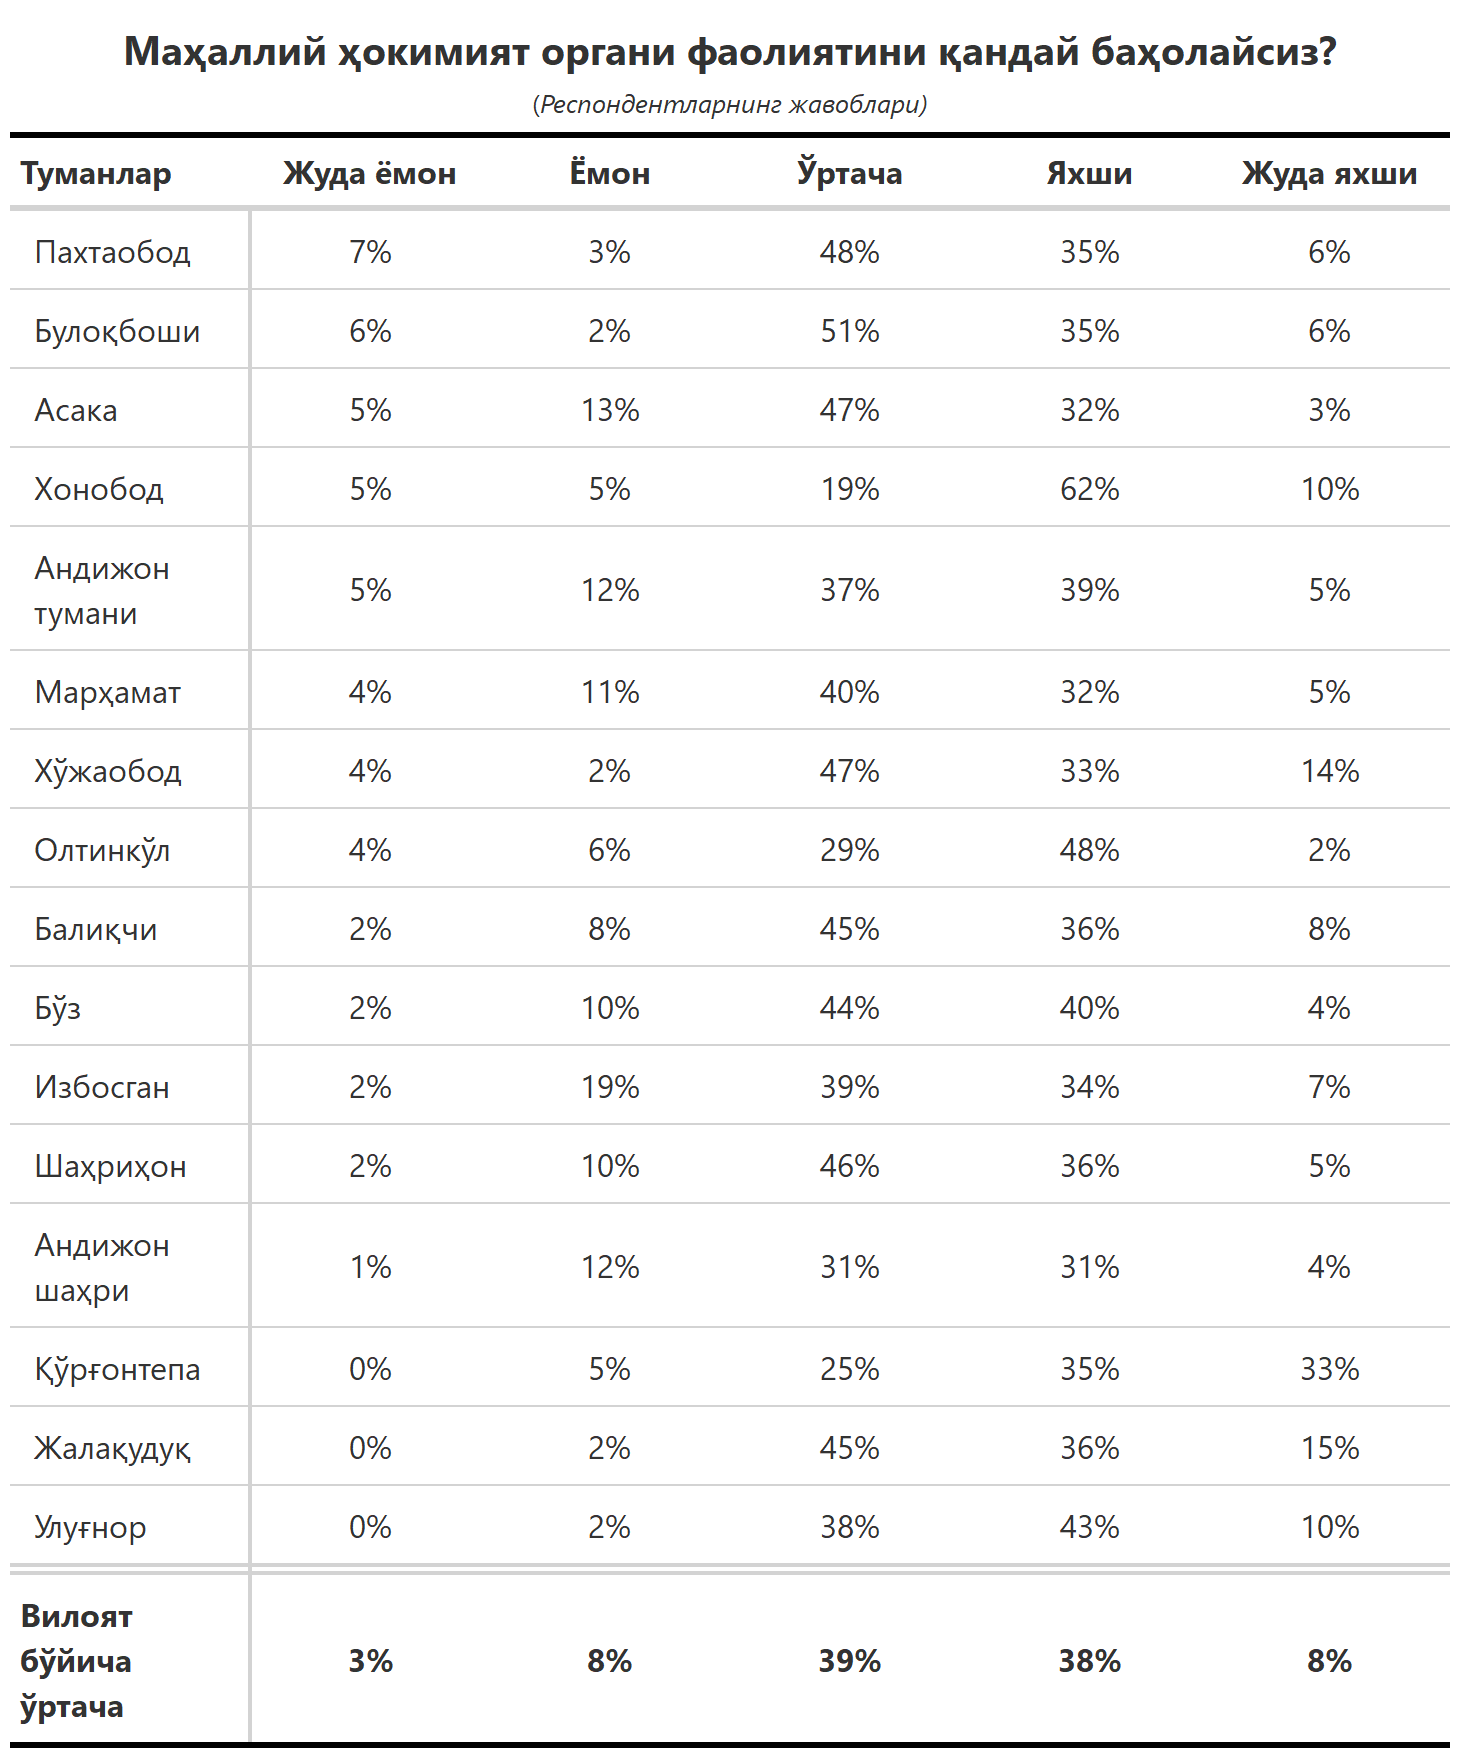 Маҳаллий ҳокимият органи фаолиятини қандай баҳолайсиз?
(Респондентларнинг жавоблари)
Туманлар Жуда ёмон Ёмон Ўртача Яхши Жуда яхши
Пахтаобод 7% 3% 48% 35% 6%
Булоқбоши 6% 2% 51% 35% 6%
Асака 5% 13% 47% 32% 3%
Хонобод 5% 5% 19% 62% 10%
Андижон
тумани 5% 12% 37% 39% 5%
Марҳамат 4% 11% 40% 32% 5%
Хўжаобод 4% 2% 47% 33% 14%
Олтинкўл 4% 6% 29% 48% 2%
Балиқчи 2% 8% 45% 36% 8%
Бўз 2% 10% 44% 40% 4%
Избосган 2% 19% 39% 34% 7%
Шаҳриҳон 2% 10% 46% 36% 5%
Андижон
шаҳри 1% 12% 31% 31% 4%
Қўрғонтепа 0% 5% 25% 35% 33%
Жалақудуқ 0% 2% 45% 36% 15%
Улуғнор 0% 2% 38% 43% 10%
Вилоят
бўйича 3% 8% 39% 38% 8%
ўртача